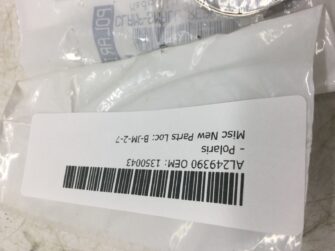 AL249390 OEM: 1350043
- Polaris
Misc New Parts Loc: B-JM-2-7